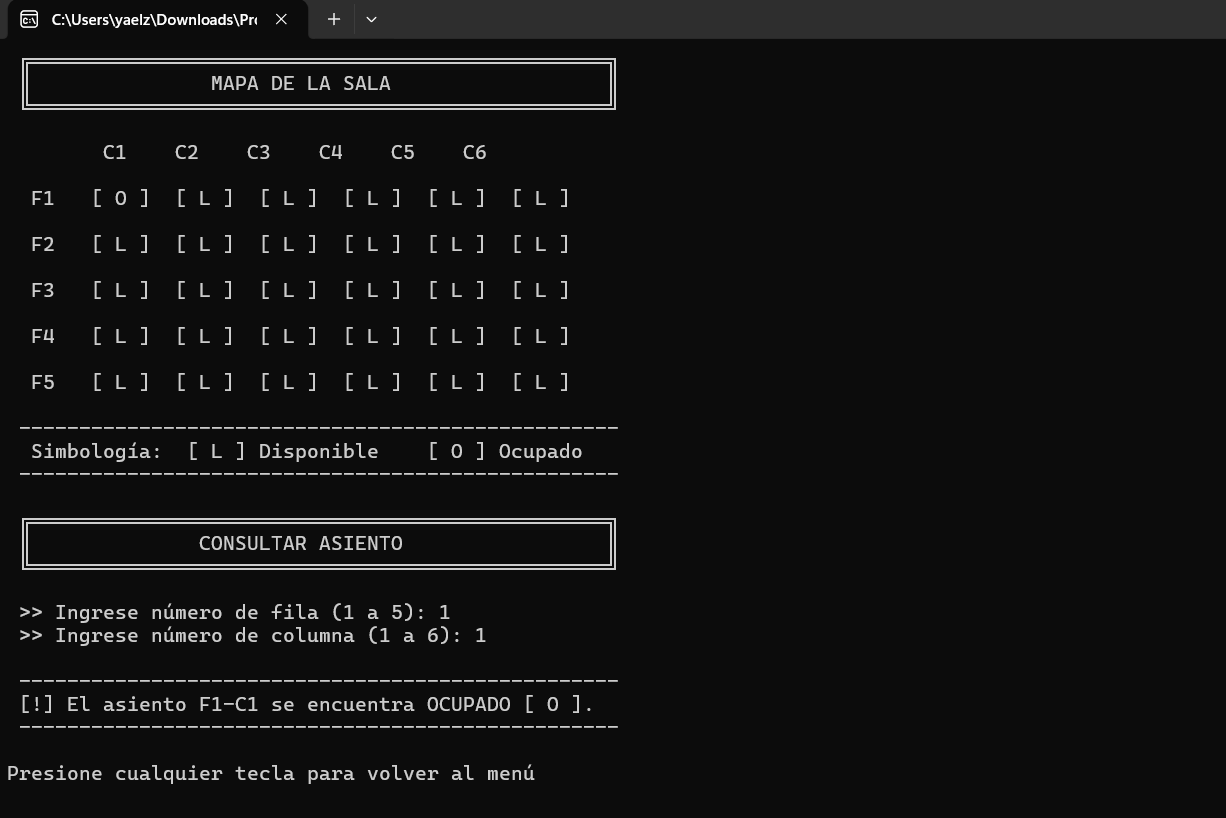 C:\Users\yaelz\Downloads\Pr
MAPA DE LA SALA
C1 C2 C3 C4 C5 C6
F1 [ O ] [ L ] [ L ] [ L ] [ L ] [ L ]
F2 [ L ] [ L ] [ L ] [ L ] [ L ] [ L ]
F3 [ L ] [ L ] [ L ] [ L ] [ L ] [ L ]
F4 [ L ] [ L ] [ L ] [ L ] [ L ] [ L ]
F5 [ L ] [ L ] [ L ] [ L ] [ L ] [ L ]
--------------------------------------------------
Simbología: [ L ] Disponible [ O ] Ocupado
--------------------------------------------------
CONSULTAR ASIENTO
>> Ingrese número de fila (1 a 5): 1
>> Ingrese número de columna (1 a 6): 1
--------------------------------------------------
[!] El asiento F1-C1 se encuentra OCUPADO [ O ].
--------------------------------------------------
Presione cualquier tecla para volver al menú